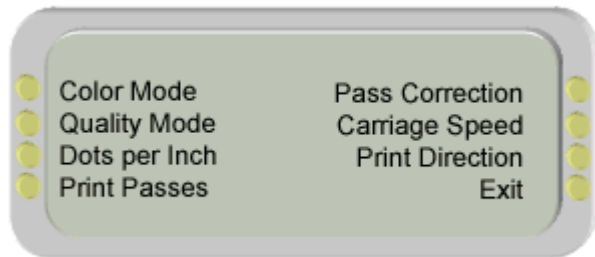 Color Mode Pass Correction
Quality Mode Carriage Speed
Dots per Inch Print Direction
Print Passes Exit